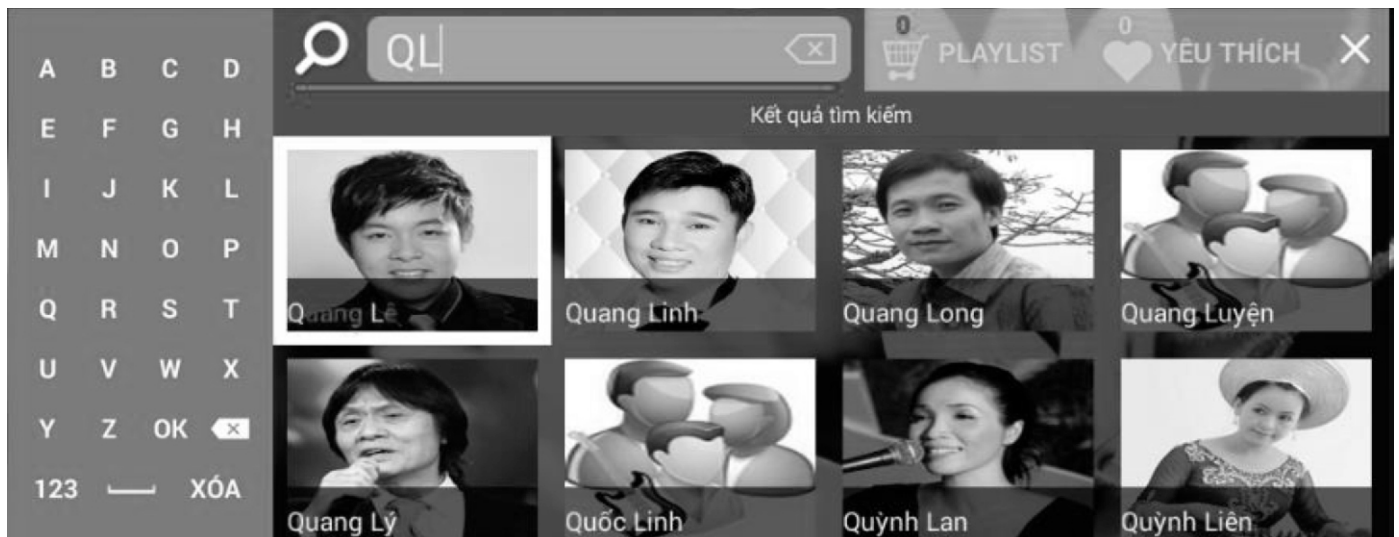 QL
0
PLAYLIST
0
YÊU THÍCH
Kết quả tìm kiếm
A B C D
E F G H
I J K L
M N O P
Q R S T
U V W X
Y Z OK
123 XÓA
Quang Lê
Quang Linh
Quang Long
Quang Luyện
Quang Lý
Quốc Linh
Quỳnh Lan
Quỳnh Liên